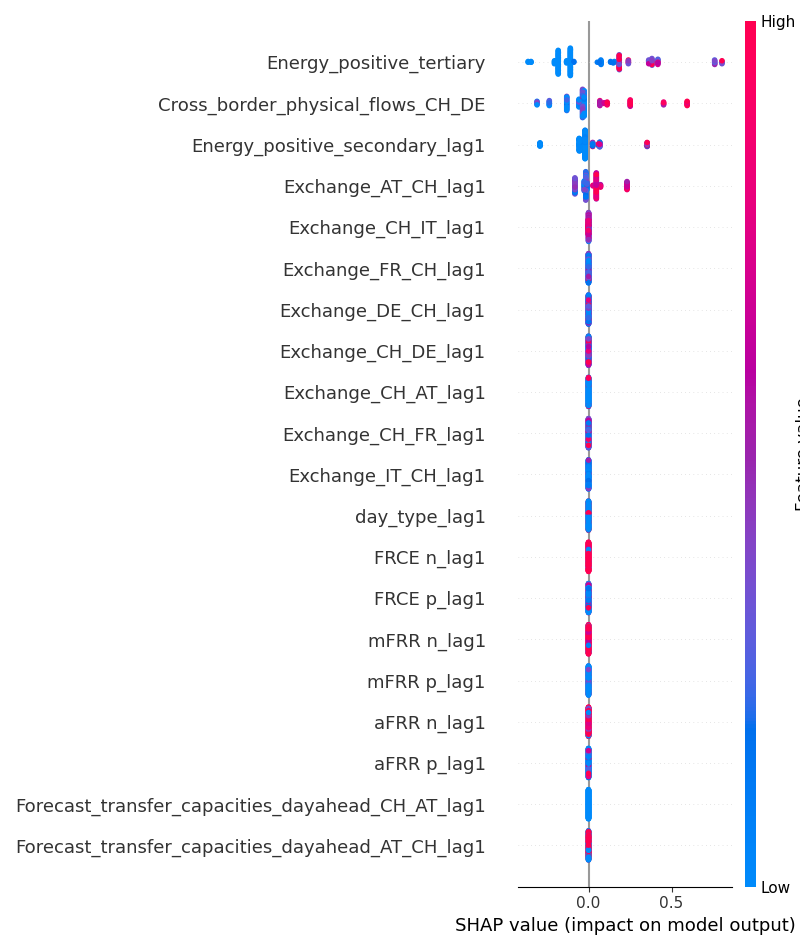 High
Energy_positive_tertiary
Cross_border_physical_flows_CH_DE
Energy_positive_secondary_lag1
Exchange_AT_CH_lag1
Exchange_CH_IT_lag1
Exchange_FR_CH_lag1
Exchange_DE_CH_lag1
Exchange_CH_DE_lag1
Exchange_CH_AT_lag1
Exchange_CH_FR_lag1
Exchange_IT_CH_lag1
day_type_lag1
FRCE n_lag1
FRCE p_lag1
mFRR n_lag1
mFRR p_lag1
aFRR n_lag1
aFRR p_lag1
Forecast_transfer_capacities_dayahead_CH_AT_lag1
Forecast_transfer_capacities_dayahead_AT_CH_lag1
Low
0.0 0.5
SHAP value (impact on model output)